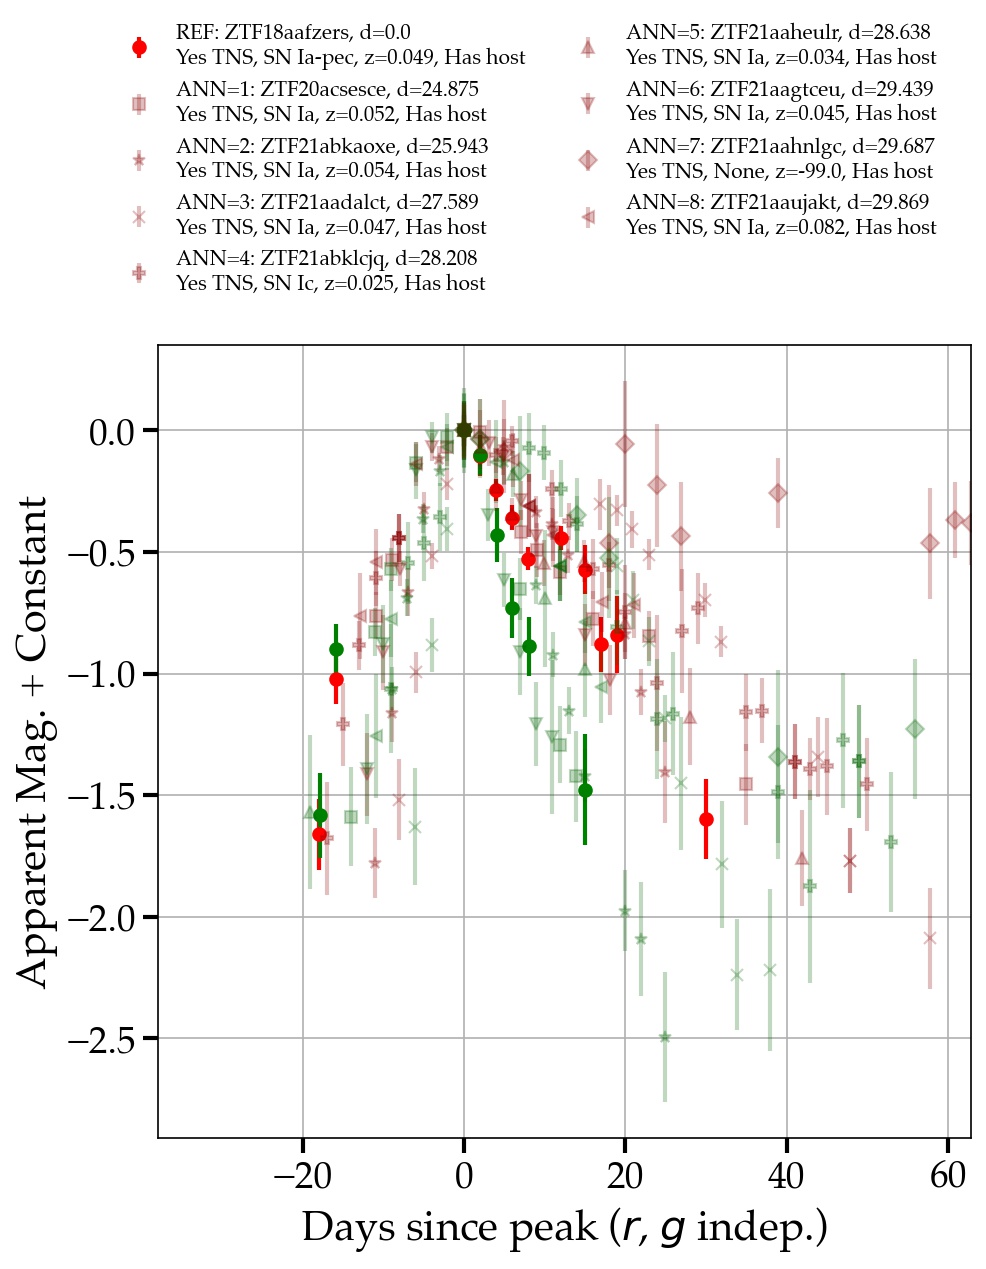 REF: ZTF18aafzers, d=0.0
Yes TNS, SN Ia-pec, z=0.049, Has host
ANN=1: ZTF20acsesce, d=24.875
Yes TNS, SN Ia, z=0.052, Has host
ANN=2: ZTF21abkaoxe, d=25.943
Yes TNS, SN Ia, z=0.054, Has host
ANN=3: ZTF21aadalct, d=27.589
Yes TNS, SN Ia, z=0.047, Has host
ANN=4: ZTF21abklcjq, d=28.208
Yes TNS, SN Ic, z=0.025, Has host
ANN=5: ZTF21aaheulr, d=28.638
Yes TNS, SN Ia, z=0.034, Has host
ANN=6: ZTF21aagtceu, d=29.439
Yes TNS, SN Ia, z=0.045, Has host
ANN=7: ZTF21aahnlgc, d=29.687
Yes TNS, None, z=-99.0, Has host
ANN=8: ZTF21aaujakt, d=29.869
Yes TNS, SN Ia, z=0.082, Has host
Apparent Mag. + Constant
0.0
−0.5
−1.0
−1.5
−2.0
−2.5
−20
0
20
40
60
Days since peak (r, g indep.)